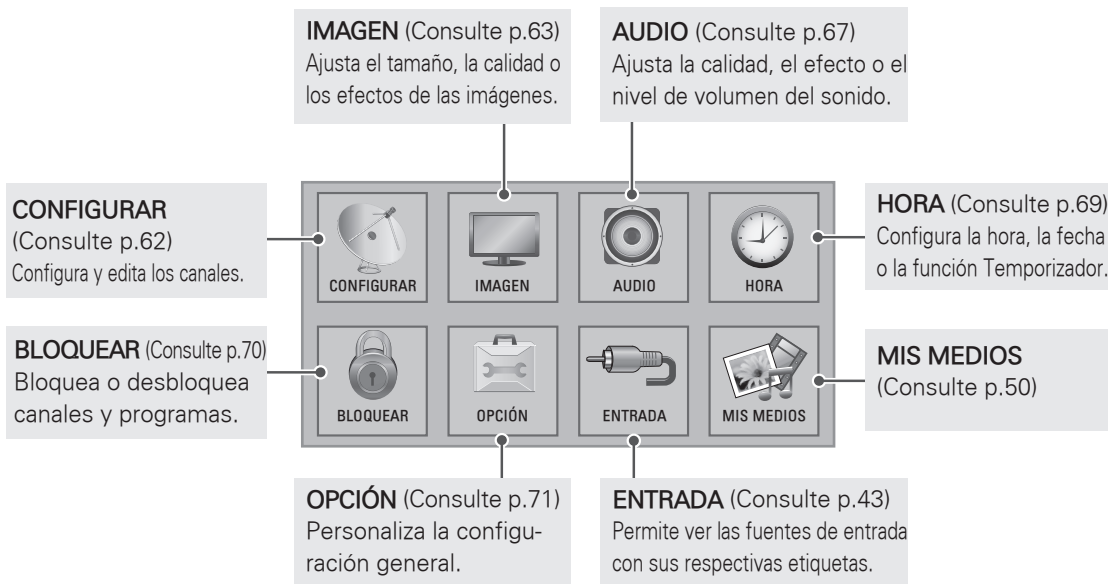 IMAGEN (Consulte p.63)
Ajusta el tamaño, la calidad o
los efectos de las imágenes.
AUDIO (Consulte p.67)
Ajusta la calidad, el efecto o el
nivel de volumen del sonido.
CONFIGURAR
(Consulte p.62)
Configura y edita los canales.
HORA (Consulte p.69)
Configura la hora, la fecha
o la función Temporizador.
CONFIGURAR
IMAGEN
AUDIO
HORA
BLOQUEAR (Consulte p.70)
Bloquea o desbloquea
canales y programas.
MIS MEDIOS
(Consulte p.50)
BLOQUEAR
OPCIÓN
ENTRADA
MIS MEDIOS
OPCIÓN (Consulte p.71)
Personaliza la configu-
ración general.
ENTRADA (Consulte p.43)
Permite ver las fuentes de entrada
con sus respectivas etiquetas.